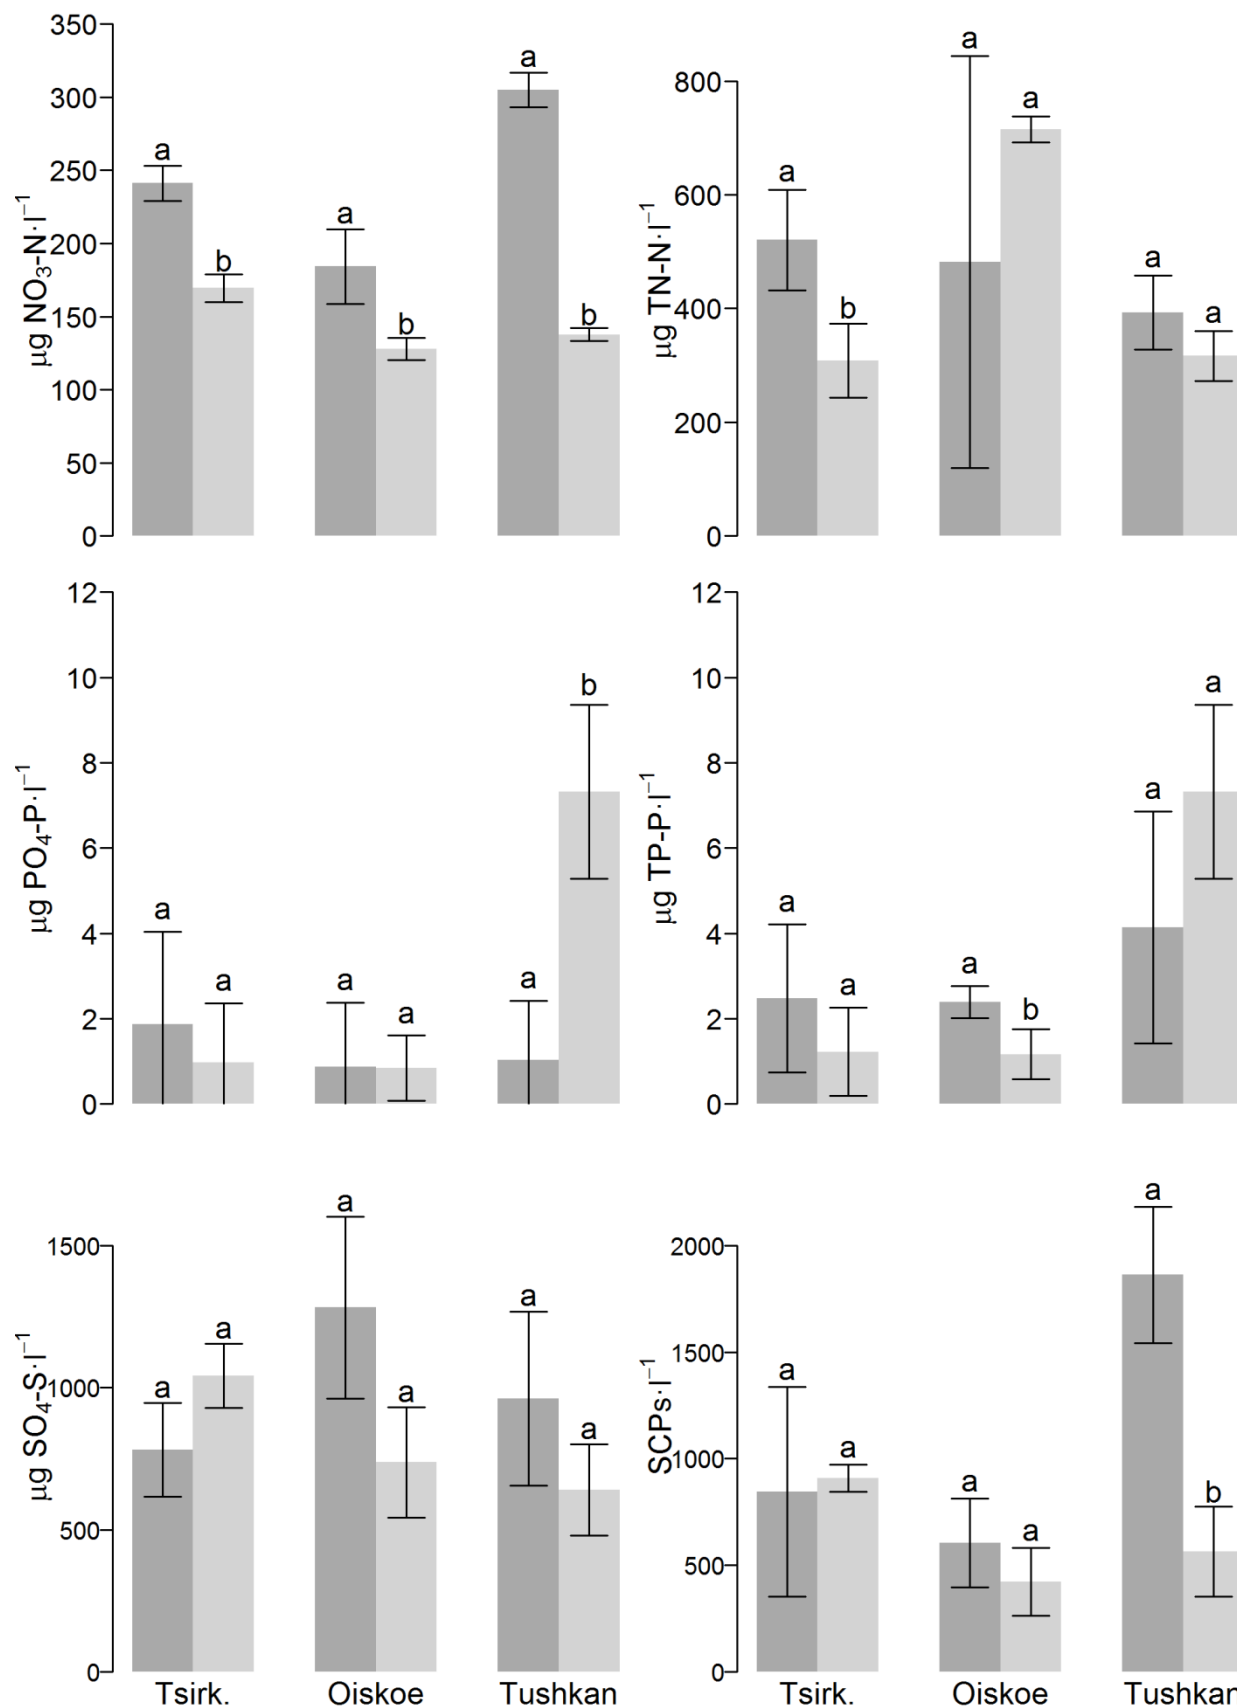 µg NO₃-N·l⁻¹
350
300
250
200
150
100
50
0
a
b
a
b
a
b
µg TN-N·l⁻¹
800
600
400
200
0
a
b
a
a
a
a
µg PO₄-P·l⁻¹
12
10
8
6
4
2
0
a
a
a
a
a
b
µg TP-P·l⁻¹
12
10
8
6
4
2
0
a
a
a
b
a
a
µg SO₄-S·l⁻¹
1500
1000
500
0
a
a
a
a
a
a
Tsirk.
Oiskoe
Tushkan
SCPs·l⁻¹
2000
1500
1000
500
0
a
a
a
a
a
b
Tsirk.
Oiskoe
Tushkan